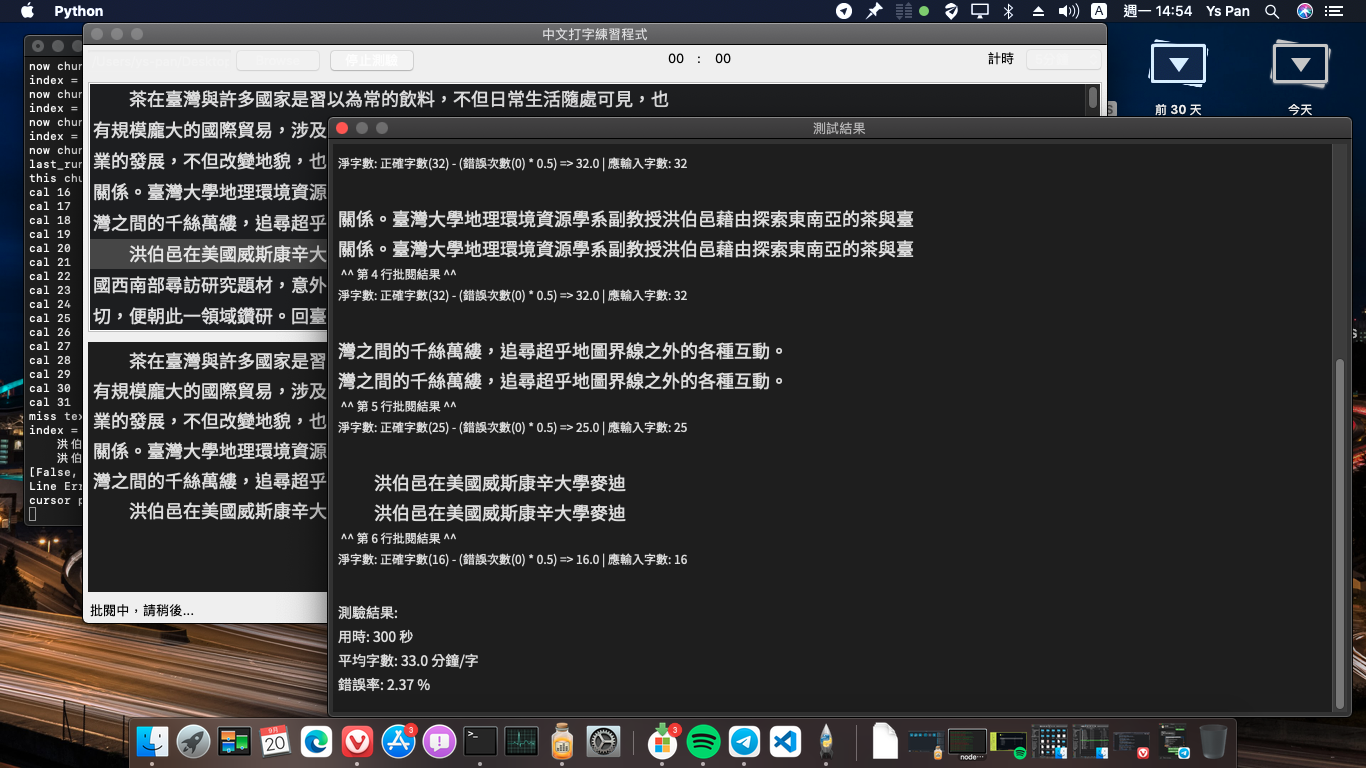 Python
A
週一 14:54
Ys Pan
中文打字練習程式
停止測驗
00 : 00
計時
前 30 天
今天
now chun
index =
now chun
index =
now chun
index =
now chun
last_run
this chu
cal 16
cal 17
cal 18
cal 19
cal 20
cal 21
cal 22
cal 23
cal 24
cal 25
cal 26
cal 27
cal 28
cal 29
cal 30
cal 31
miss tex
index =
洪伯
洪伯
[False,
Line Err
cursor p
茶在臺灣與許多國家是習以為常的飲料，不但日常生活隨處可見，也
有規模龐大的國際貿易，涉及
業的發展，不但改變地貌，也
關係。臺灣大學地理環境資源
灣之間的千絲萬縷，追尋超乎
洪伯邑在美國威斯康辛大
國西南部尋訪研究題材，意外
切，便朝此一領域鑽研。回臺
茶在臺灣與許多國家是習
有規模龐大的國際貿易，涉及
業的發展，不但改變地貌，也
關係。臺灣大學地理環境資源
灣之間的千絲萬縷，追尋超乎
洪伯邑在美國威斯康辛大
批閱中，請稍後...
測試結果
淨字數: 正確字數(32) - (錯誤次數(0) * 0.5) => 32.0 | 應輸入字數: 32
關係。臺灣大學地理環境資源學系副教授洪伯邑藉由探索東南亞的茶與臺
關係。臺灣大學地理環境資源學系副教授洪伯邑藉由探索東南亞的茶與臺
^^ 第 4 行批閱結果 ^^
淨字數: 正確字數(32) - (錯誤次數(0) * 0.5) => 32.0 | 應輸入字數: 32
灣之間的千絲萬縷，追尋超乎地圖界線之外的各種互動。
灣之間的千絲萬縷，追尋超乎地圖界線之外的各種互動。
^^ 第 5 行批閱結果 ^^
淨字數: 正確字數(25) - (錯誤次數(0) * 0.5) => 25.0 | 應輸入字數: 25
洪伯邑在美國威斯康辛大學麥迪
洪伯邑在美國威斯康辛大學麥迪
^^ 第 6 行批閱結果 ^^
淨字數: 正確字數(16) - (錯誤次數(0) * 0.5) => 16.0 | 應輸入字數: 16
測驗結果:
用時: 300 秒
平均字數: 33.0 分鐘/字
錯誤率: 2.37 %
9月
20
3
3
node…